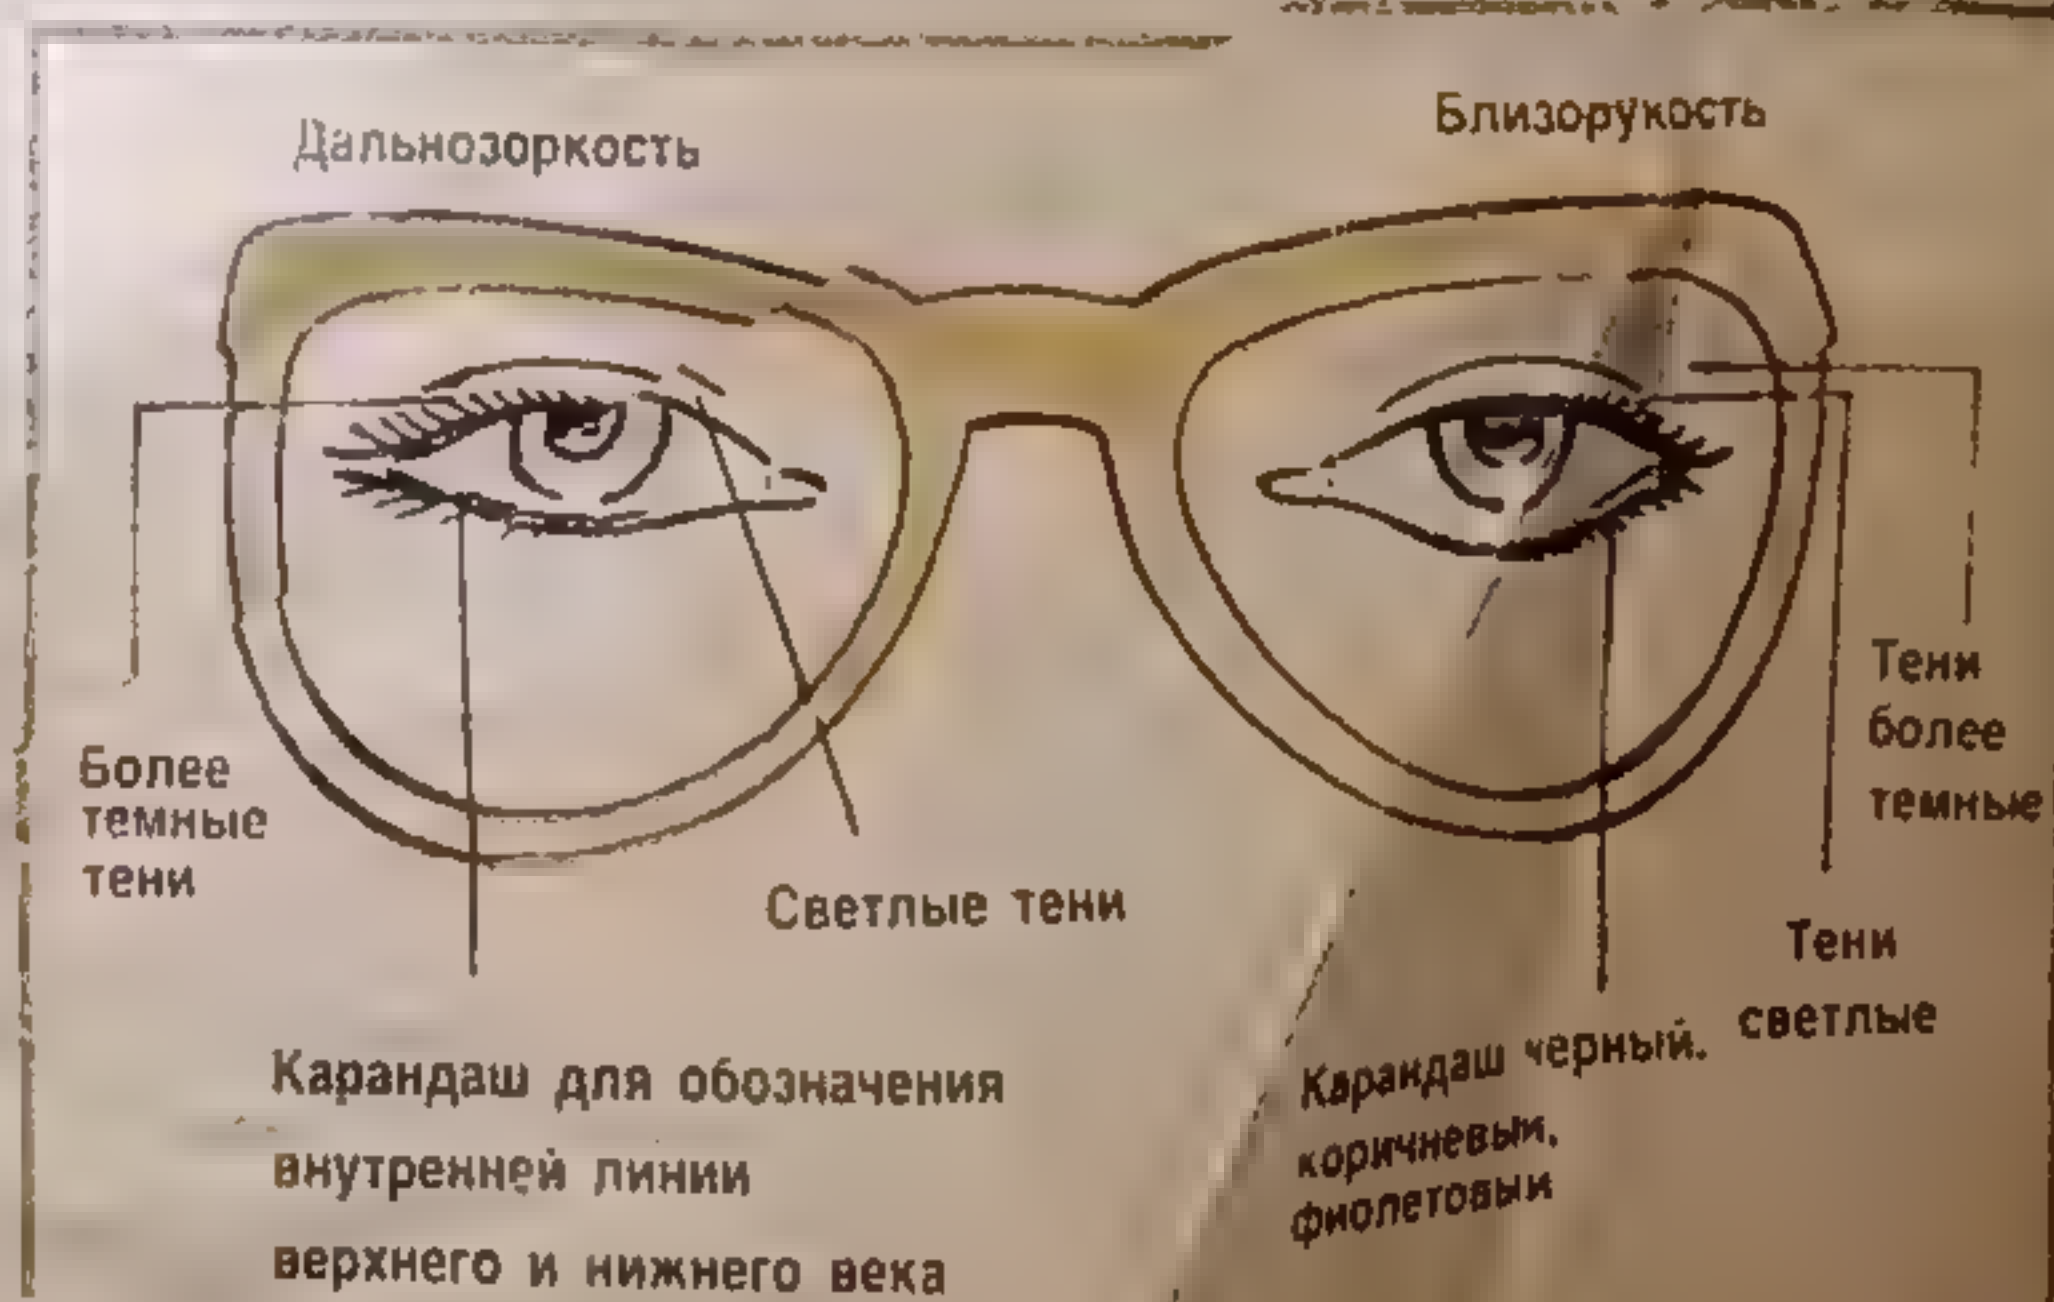 Дальнозоркость
Близорукость
Более
темные
тени
Светлые тени
Карандаш для обозначения
внутренней линии
верхнего и нижнего века
Тени
более
темные
Тени
светлые
Карандаш черный.
коричневый.
фиолетовый